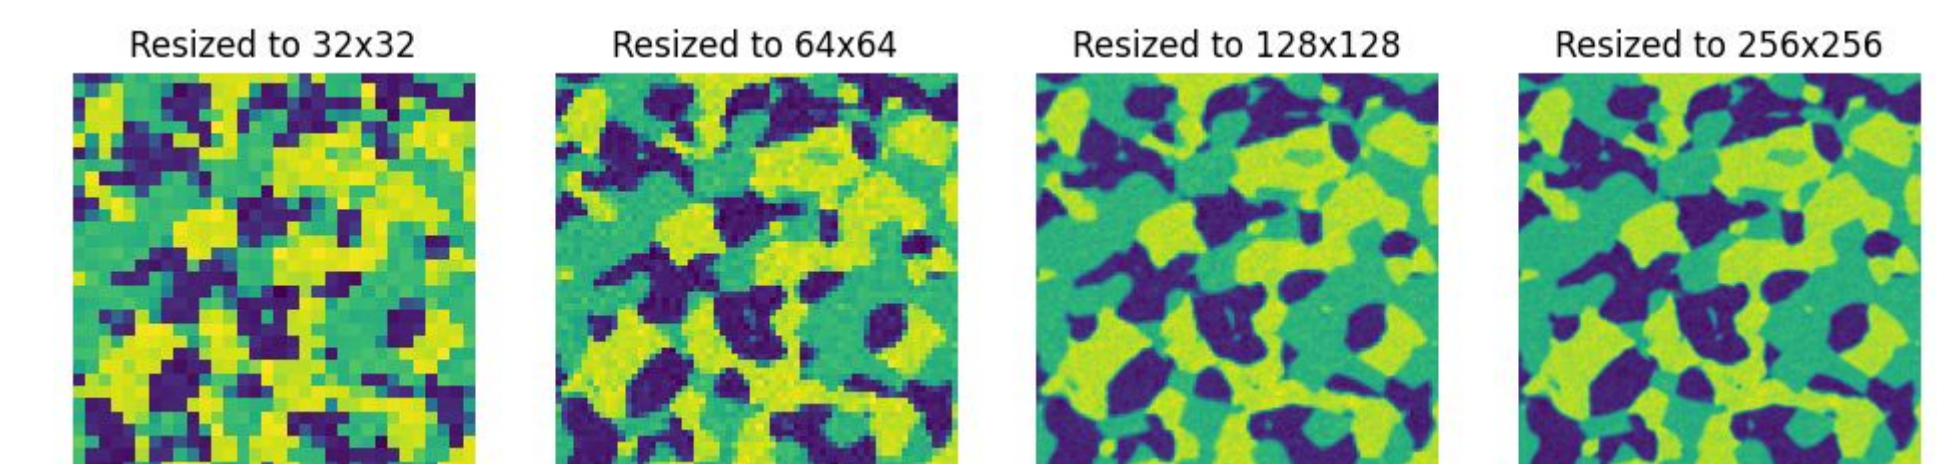 Resized to 32x32
Resized to 64x64
Resized to 128x128
Resized to 256x256